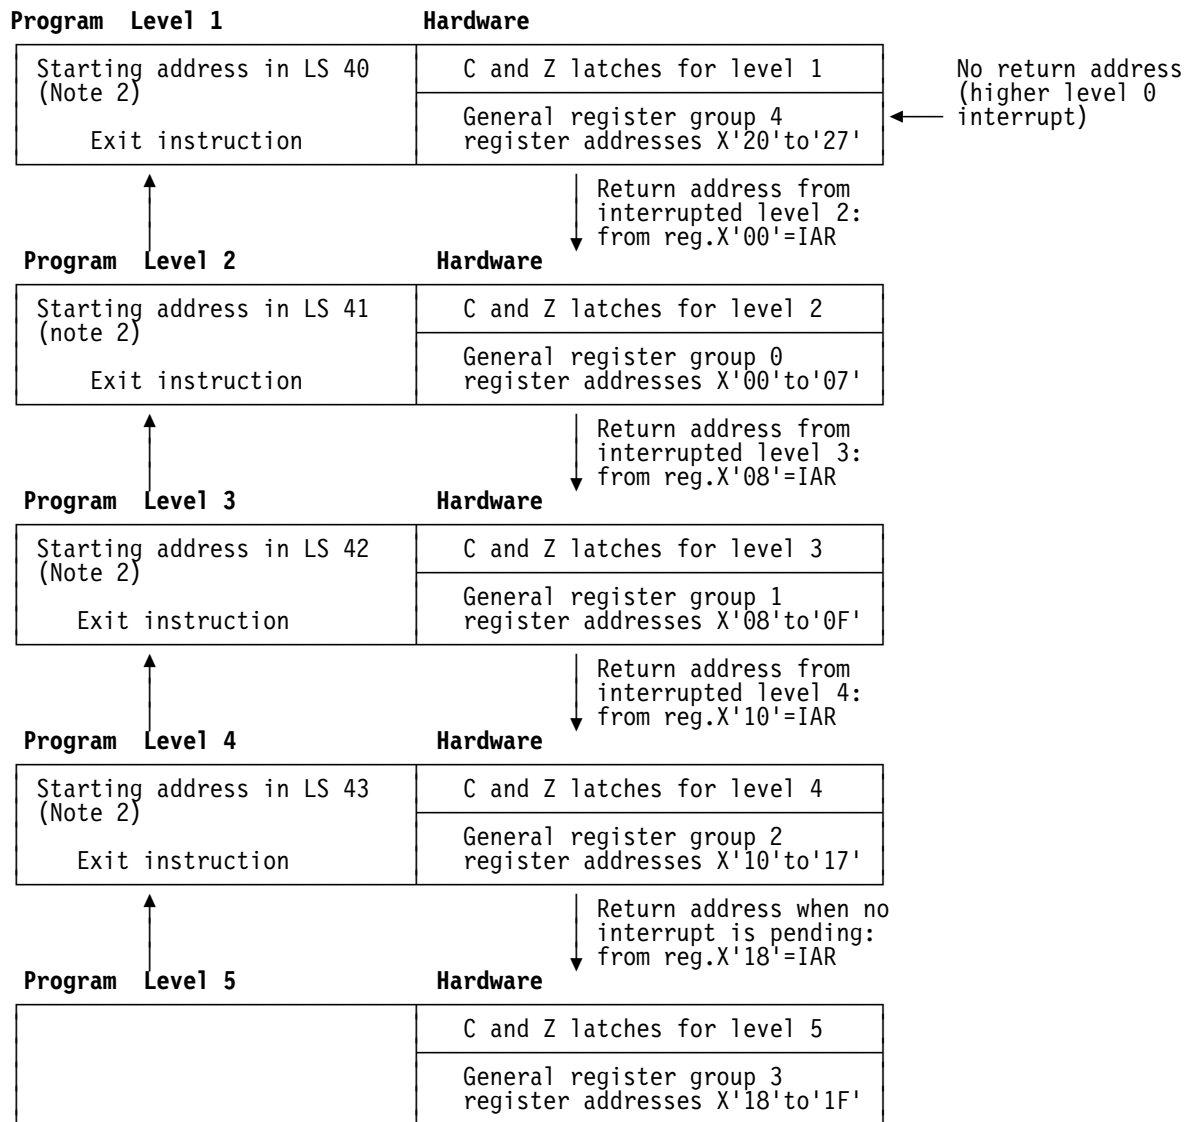 Program Level 1 Hardware
Starting address in LS 40
(Note 2)
Exit instruction
C and Z latches for level 1
General register group 4
register addresses X'20'to'27'
No return address
(higher level 0
interrupt)
Return address from
interrupted level 2:
from reg.X'00'=IAR
Program Level 2 Hardware
Starting address in LS 41
(note 2)
Exit instruction
C and Z latches for level 2
General register group 0
register addresses X'00'to'07'
Return address from
interrupted level 3:
from reg.X'08'=IAR
Program Level 3 Hardware
Starting address in LS 42
(Note 2)
Exit instruction
C and Z latches for level 3
General register group 1
register addresses X'08'to'0F'
Return address from
interrupted level 4:
from reg.X'10'=IAR
Program Level 4 Hardware
Starting address in LS 43
(Note 2)
Exit instruction
C and Z latches for level 4
General register group 2
register addresses X'10'to'17'
Return address when no
interrupt is pending:
from reg.X'18'=IAR
Program Level 5 Hardware
C and Z latches for level 5
General register group 3
register addresses X'18'to'1F'